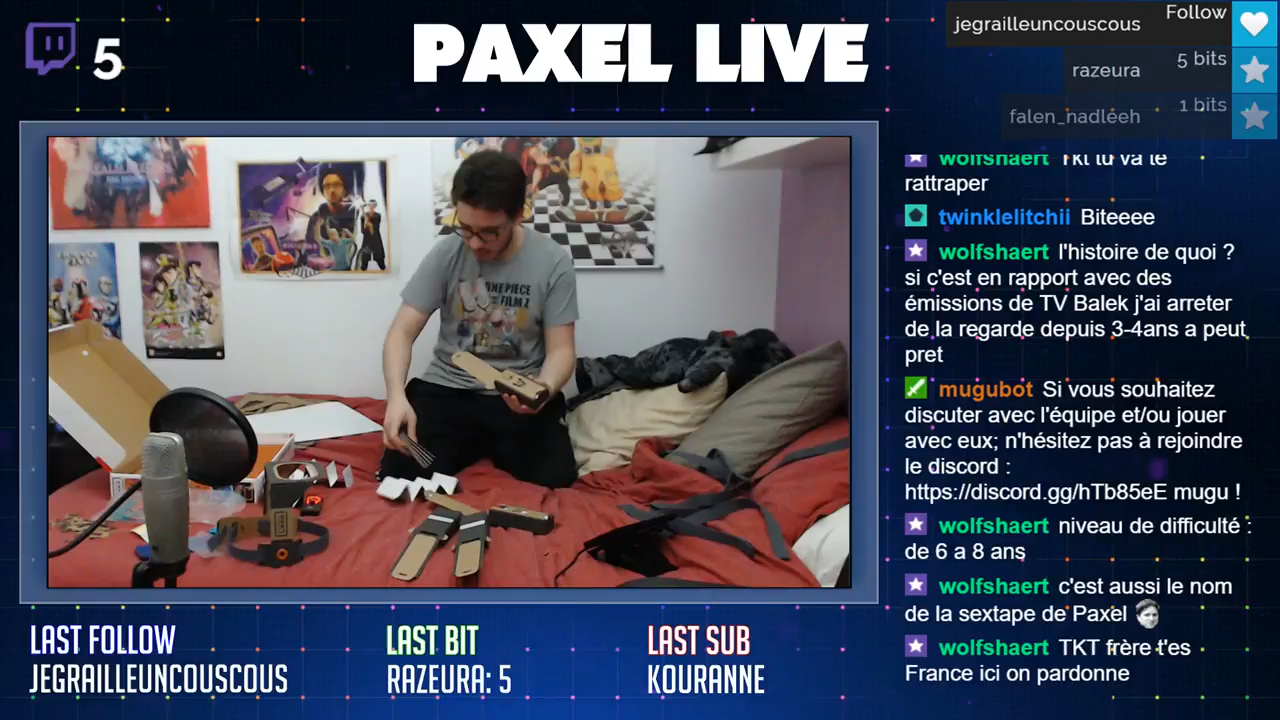 5
PAXEL LIVE
jegrailleuncouscous Follow
razeura 5 bits
falen_nadleeh 1 bits
wolfshaert Tkt tu va te
rattraper
twinklelitchii Biteeee
wolfshaert l'histoire de quoi ?
si c'est en rapport avec des
émissions de TV Balek j'ai arreter
de la regarde depuis 3-4ans a peut
pret
mugubot Si vous souhaitez
discuter avec l'équipe et/ou jouer
avec eux; n'hésitez pas à rejoindre
le discord :
https://discord.gg/hTb85eE mugu !
wolfshaert niveau de difficulté :
de 6 a 8 ans
wolfshaert c'est aussi le nom
de la sextape de Paxel
wolfshaert TKT frère t'es
France ici on pardonne
ONE PIECE
FILM Z
LAST FOLLOW
JEGRAILLEUNCOUSCOUS
LAST BIT
RAZEURA: 5
LAST SUB
KOURANNE